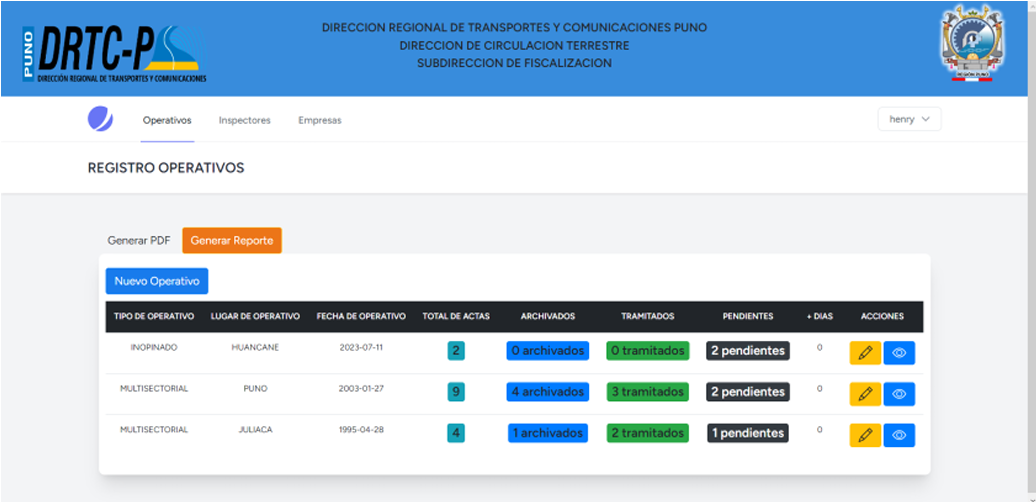 PUNO
DRTC-P
DIRECCIÓN REGIONAL DE TRANSPORTES Y COMUNICACIONES
DIRECCION REGIONAL DE TRANSPORTES Y COMUNICACIONES PUNO
DIRECCION DE CIRCULACION TERRESTRE
SUBDIRECCION DE FISCALIZACION
REGIÓN PUNO
Operativos Inspectores Empresas henry
REGISTRO OPERATIVOS
Generar PDF Generar Reporte
Nuevo Operativo
TIPO DE OPERATIVO LUGAR DE OPERATIVO FECHA DE OPERATIVO TOTAL DE ACTAS ARCHIVADOS TRAMITADOS PENDIENTES + DIAS ACCIONES
INOPINADO HUANCANE 2023-07-11 2 0 archivados 0 tramitados 2 pendientes 0
MULTISECTORIAL PUNO 2003-01-27 9 4 archivados 3 tramitados 2 pendientes 0
MULTISECTORIAL JULIACA 1995-04-28 4 1 archivados 2 tramitados 1 pendientes 0